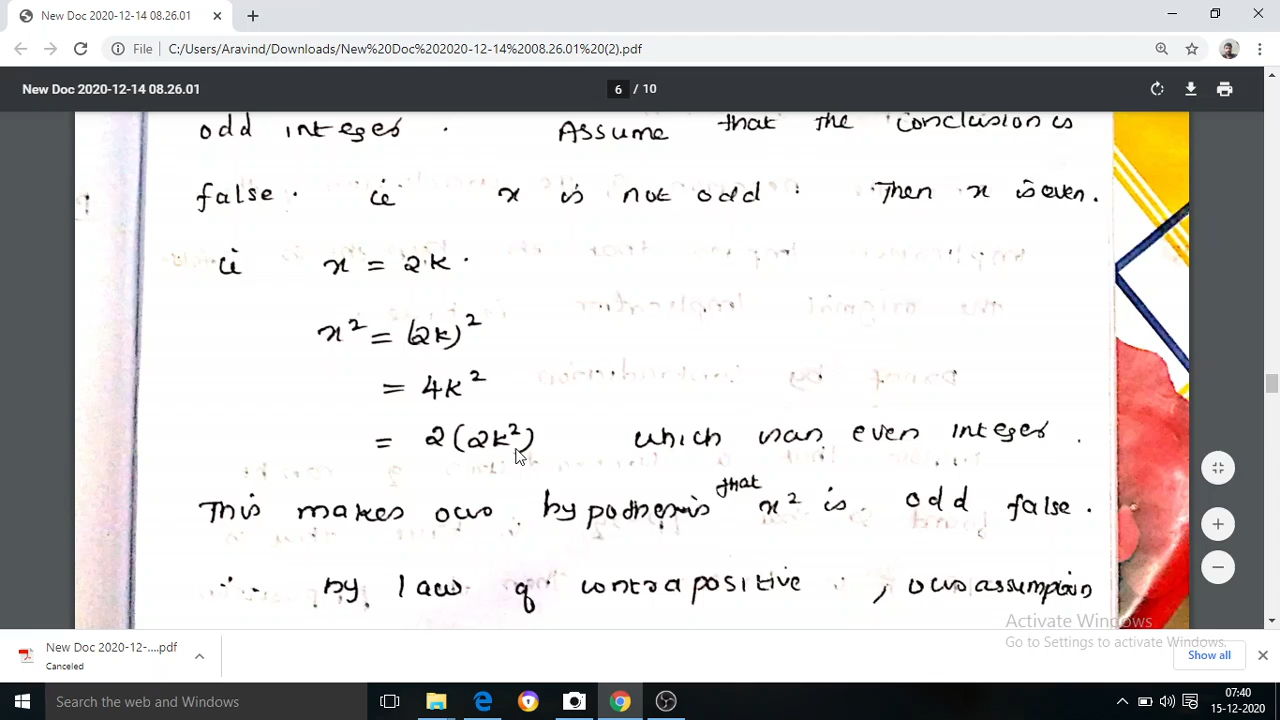 New Doc 2020-12-14 08.26.01
File C:/Users/Aravind/Downloads/New%20Doc%202020-12-14%2008.26.01%20(2).pdf
New Doc 2020-12-14 08.26.01 6 / 10
odd integer . Assume that the conclusion is
false . ie x is not odd . Then x is even .
ie x = 2k .
x² = (2k)²
= 4k²
= 2(2k²) which is an even integer .
This makes our hypothesis that x² is odd false .
∴ by law of contrapositive , our assumption
Activate Windows
Go to Settings to activate Windows.
New Doc 2020-12-....pdf
Canceled
Show all
Search the web and Windows
07:40
15-12-2020